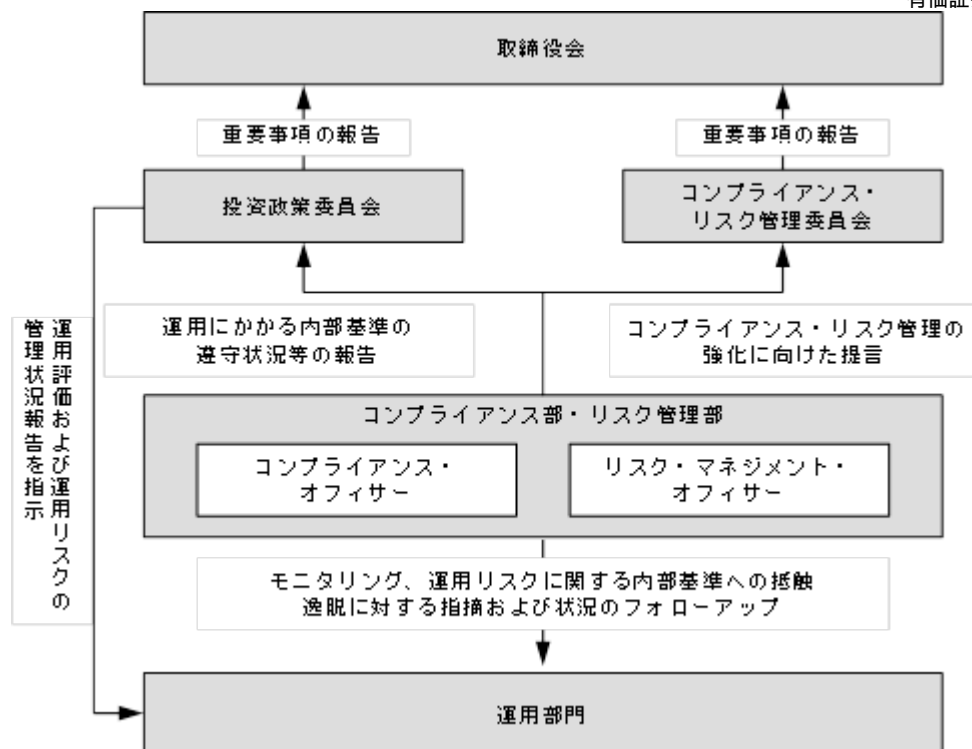 有価証
取締役会
重要事項の報告
重要事項の報告
投資政策委員会
コンプライアンス・
リスク管理委員会
運用にかかる内部基準の
遵守状況等の報告
コンプライアンス・リスク管理の
強化に向けた提言
運用評価および運用リスクの
管理状況報告を指示
コンプライアンス部・リスク管理部
コンプライアンス・
オフィサー
リスク・マネジメント・
オフィサー
モニタリング、運用リスクに関する内部基準への抵触
逸脱に対する指摘および状況のフォローアップ
運用部門